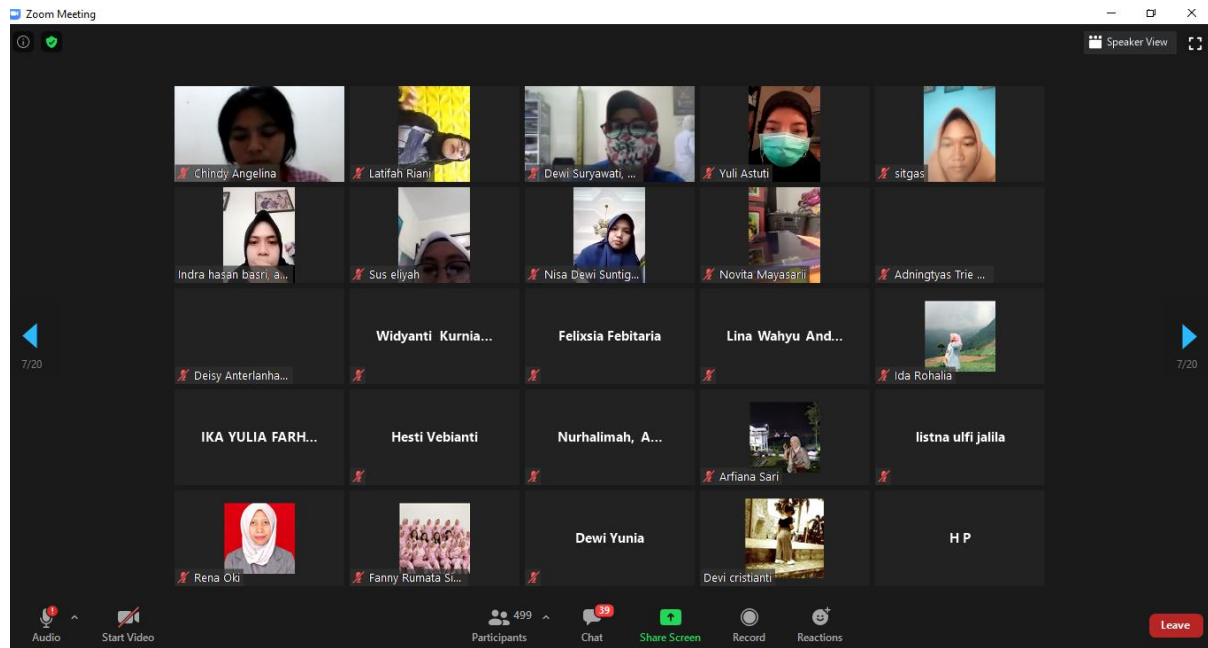 Zoom Meeting
Speaker View
Chindy Angelina
Latifah Riani
Dewi Suryawati, ...
Yuli Astuti
sitgas
Indra hasan basri, a...
Sus eliyah
Nisa Dewi Suntig...
Novita Mayasarii
Adningtyas Trie ...
Deisy Anterlanha...
Widyanti Kurnia...
Felixsia Febitaria
Lina Wahyu And...
Ida Rohalia
IKA YULIA FARH...
Hesti Vebianti
Nurhalimah, A...
Arfiana Sari
listna ulfi jalila
Rena Oki
Fanny Rumata Si...
Dewi Yunia
Devi cristianti
H P
7/20
7/20
Audio
Start Video
499
Participants
39
Chat
Share Screen
Record
Reactions
Leave